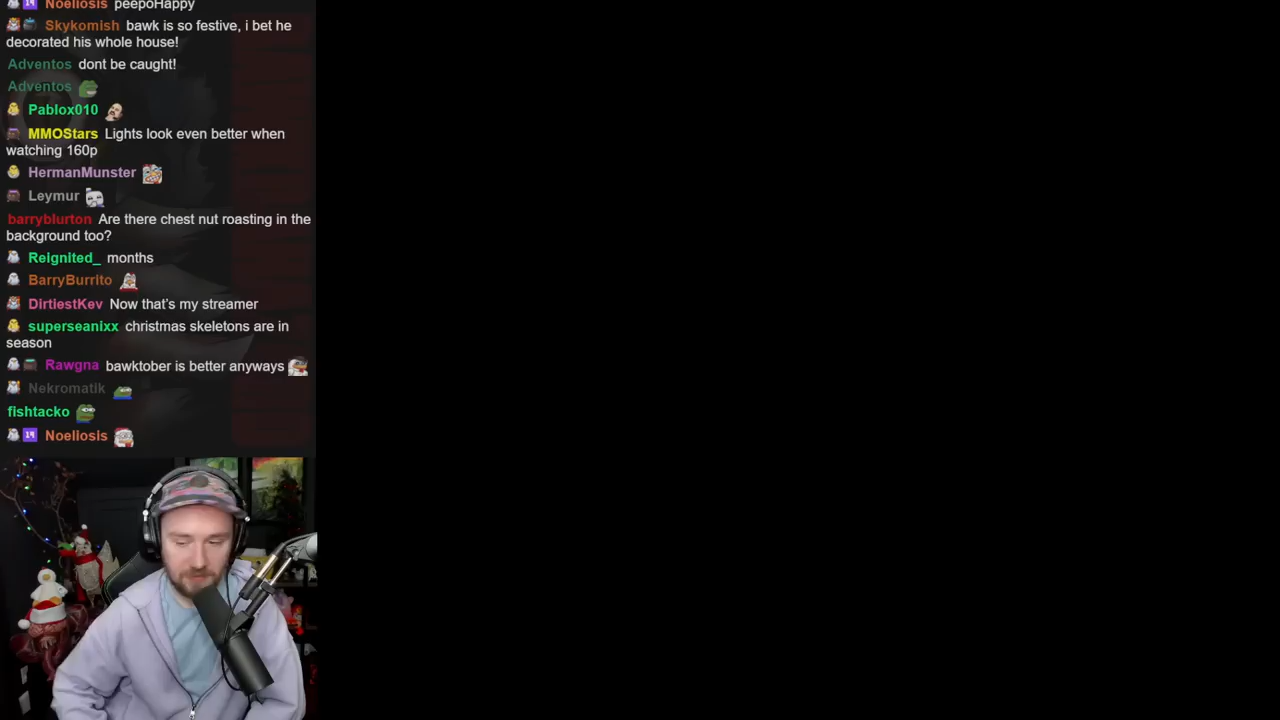 Noeliosis peepoHappy
Skykomish bawk is so festive, i bet he
decorated his whole house!
Adventos dont be caught!
Adventos
Pablox010
MMOStars Lights look even better when
watching 160p
HermanMunster
Leymur
barryblurton Are there chest nut roasting in the
background too?
Reignited_ months
BarryBurrito
DirtiestKev Now that's my streamer
superseanixx christmas skeletons are in
season
Rawgna bawktober is better anyways
Nekromatik
fishtacko
19 Noeliosis